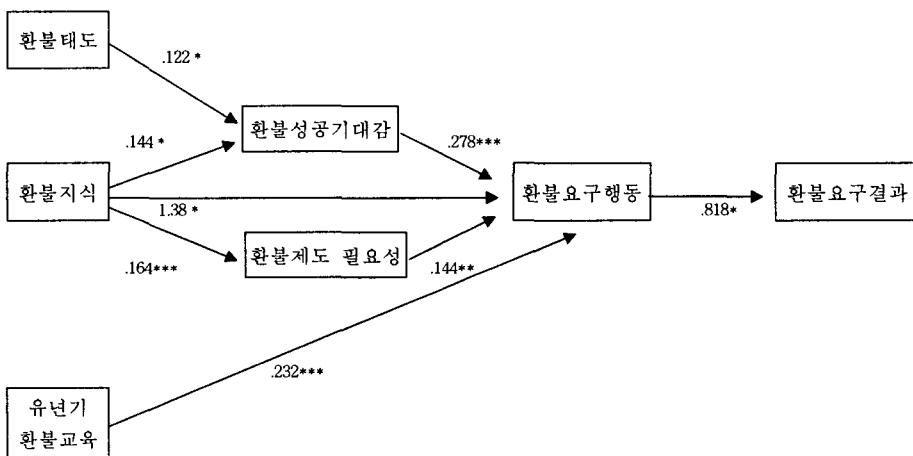 환불태도
.122 *
환불성공기대감
.144 *
.278***
환불지식
환불요구행동
환불요구결과
1.38 *
.818*
환불제도 필요성
.164***
.144**
.232***
유년기
환불교육